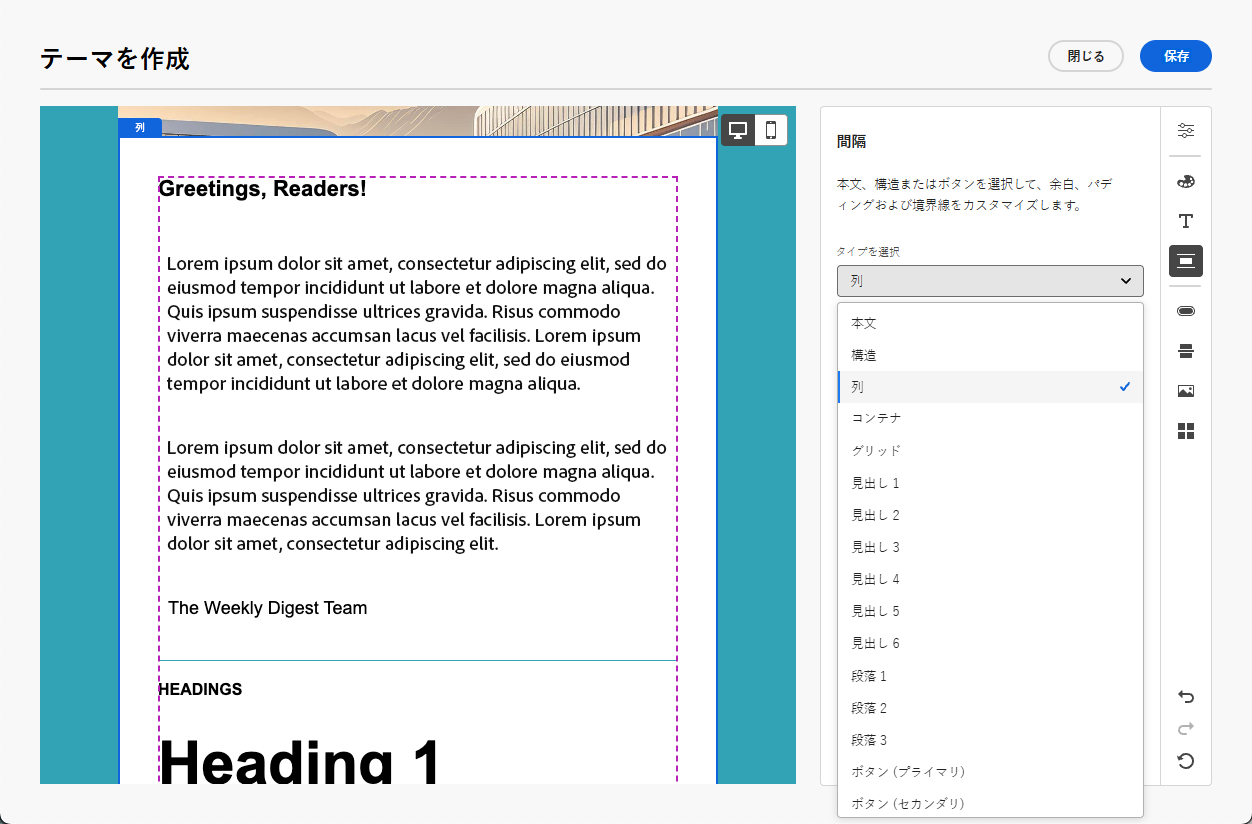 テーマを作成
閉じる
保存
列
Greetings, Readers!
Lorem ipsum dolor sit amet, consectetur adipiscing elit, sed do
eiusmod tempor incididunt ut labore et dolore magna aliqua.
Quis ipsum suspendisse ultrices gravida. Risus commodo
viverra maecenas accumsan lacus vel facilisis. Lorem ipsum
dolor sit amet, consectetur adipiscing elit, sed do eiusmod
tempor incididunt ut labore et dolore magna aliqua.
Lorem ipsum dolor sit amet, consectetur adipiscing elit, sed do
eiusmod tempor incididunt ut labore et dolore magna aliqua.
Quis ipsum suspendisse ultrices gravida. Risus commodo
viverra maecenas accumsan lacus vel facilisis. Lorem ipsum
dolor sit amet, consectetur adipiscing elit.
The Weekly Digest Team
HEADINGS
Heading 1
間隔
本文、構造またはボタンを選択して、余白、パデ
ィングおよび境界線をカスタマイズします。
タイプを選択
列
本文
構造
列
コンテナ
グリッド
見出し 1
見出し 2
見出し 3
見出し 4
見出し 5
見出し 6
段落 1
段落 2
段落 3
ボタン (プライマリ)
ボタン (セカンダリ)